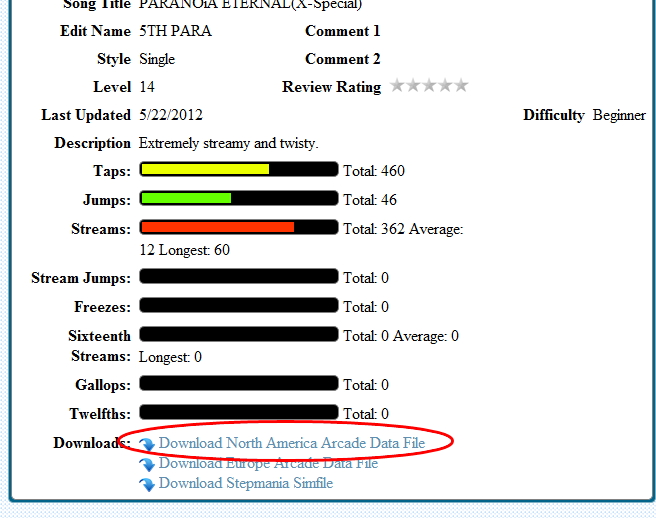 Song Title PARANOiA ETERNAL(X-Special)
Edit Name 5TH PARA Comment 1
Style Single Comment 2
Level 14 Review Rating
Last Updated 5/22/2012 Difficulty Beginner
Description Extremely streamy and twisty.
Taps: Total: 460
Jumps: Total: 46
Streams: Total: 362 Average:
12 Longest: 60
Stream Jumps: Total: 0
Freezes: Total: 0
Sixteenth Total: 0 Average: 0
Streams: Longest: 0
Gallops: Total: 0
Twelfths: Total: 0
Downloads: Download North America Arcade Data File
Download Europe Arcade Data File
Download Stepmania Simfile